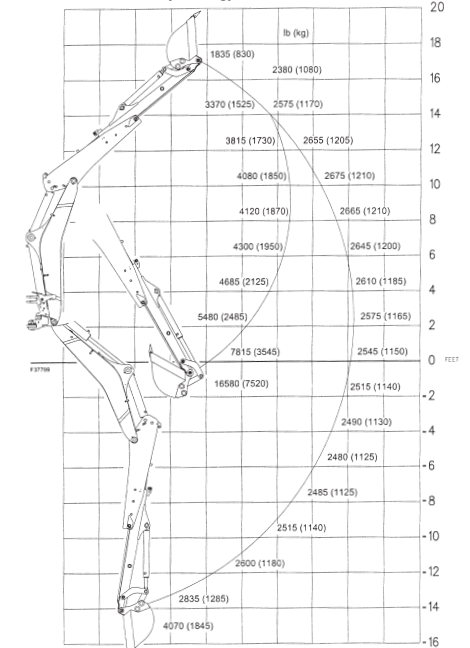 20
lb (kg)
18
1835 (830)
2380 (1080)
16
3370 (1525) 2575 (1170)
14
3815 (1730) 2655 (1205)
12
4080 (1850) 2675 (1210)
10
4120 (1870) 2665 (1210)
8
4300 (1950) 2645 (1200)
6
4685 (2125) 2610 (1185)
4
5480 (2485) 2575 (1165)
2
7815 (3545) 2545 (1150)
0 FEET
F37799
16580 (7520) 2515 (1140)
-2
2490 (1130)
-4
2480 (1125)
-6
2485 (1125)
-8
2515 (1140)
-10
2600 (1180)
-12
2835 (1285)
-14
4070 (1845)
-16